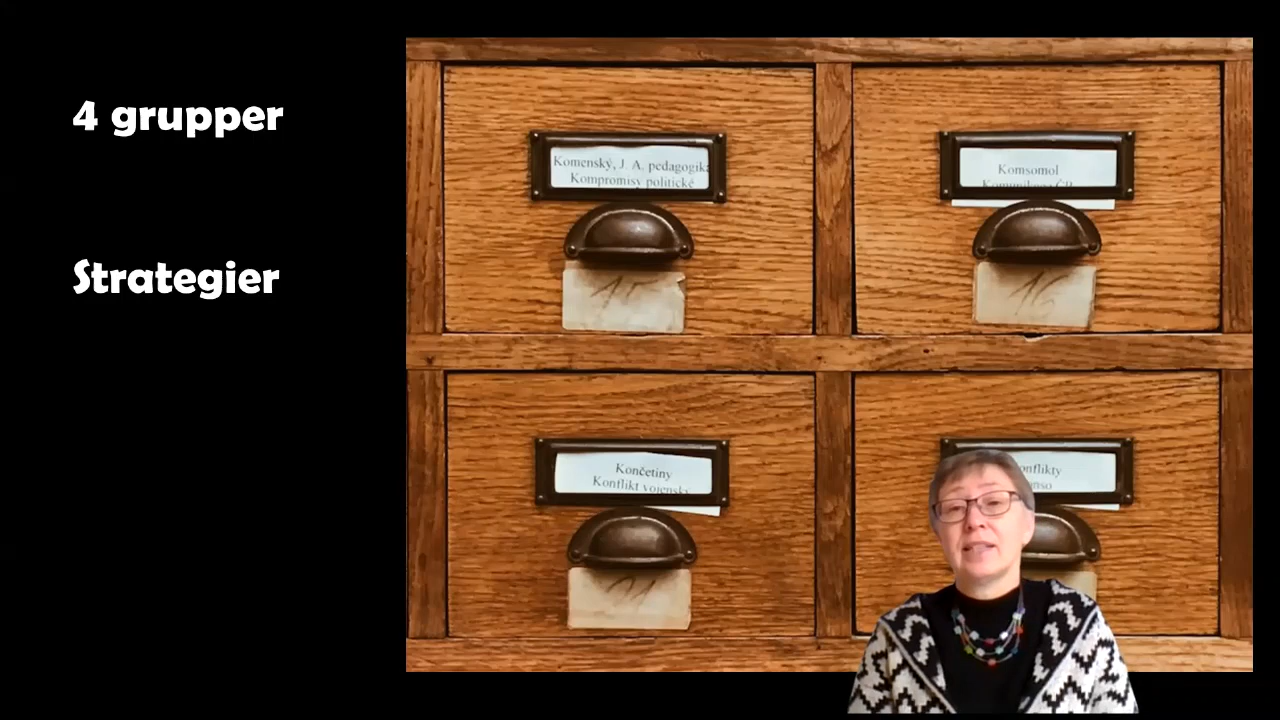 4 grupper
Strategier
Komenský, J. A. pedagogika
Kompromisy politické
Komsomol
Končetiny
Konflikt vojenský